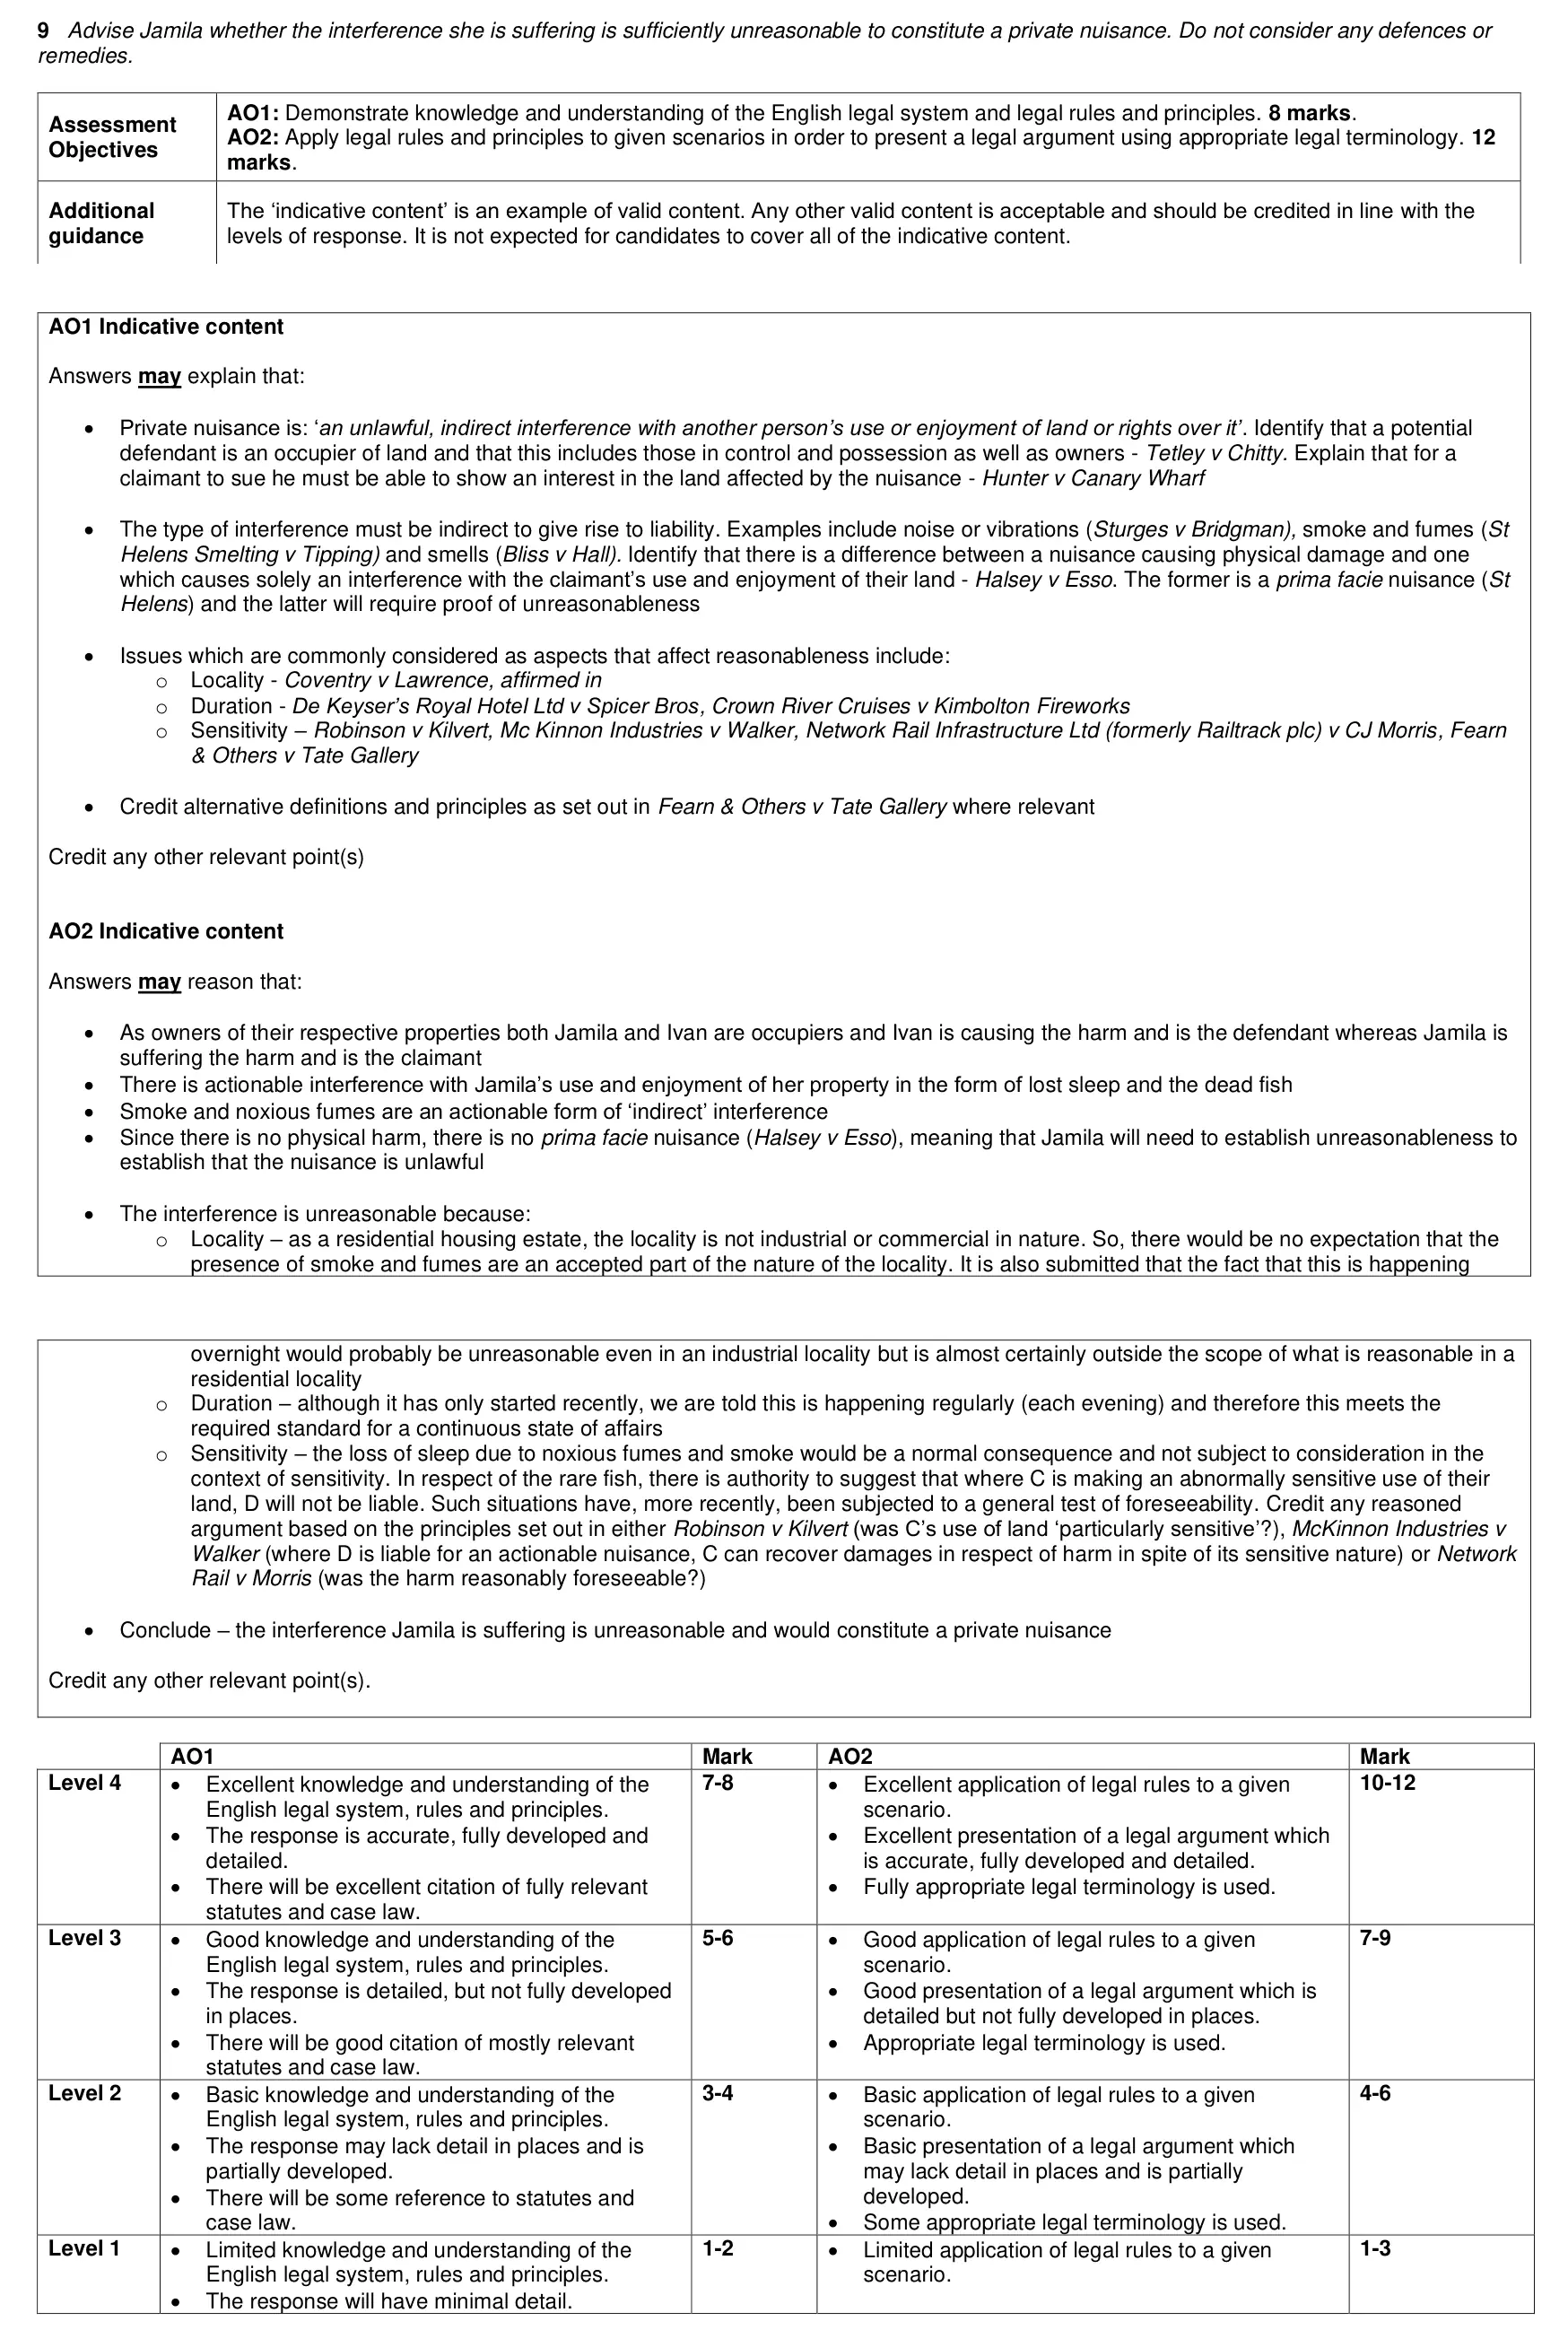 9 Advise Jamila whether the interference she is suffering is sufficiently unreasonable to constitute a private nuisance. Do not consider any defences or
remedies.
Assessment
Objectives
AO1: Demonstrate knowledge and understanding of the English legal system and legal rules and principles. 8 marks.
AO2: Apply legal rules and principles to given scenarios in order to present a legal argument using appropriate legal terminology. 12
marks.
Additional
guidance
The ‘indicative content’ is an example of valid content. Any other valid content is acceptable and should be credited in line with the
levels of response. It is not expected for candidates to cover all of the indicative content.
AO1 Indicative content
Answers may explain that:
• Private nuisance is: ‘an unlawful, indirect interference with another person’s use or enjoyment of land or rights over it’. Identify that a potential
defendant is an occupier of land and that this includes those in control and possession as well as owners - Tetley v Chitty. Explain that for a
claimant to sue he must be able to show an interest in the land affected by the nuisance - Hunter v Canary Wharf
• The type of interference must be indirect to give rise to liability. Examples include noise or vibrations (Sturges v Bridgman), smoke and fumes (St
Helens Smelting v Tipping) and smells (Bliss v Hall). Identify that there is a difference between a nuisance causing physical damage and one
which causes solely an interference with the claimant’s use and enjoyment of their land - Halsey v Esso. The former is a prima facie nuisance (St
Helens) and the latter will require proof of unreasonableness
• Issues which are commonly considered as aspects that affect reasonableness include:
o Locality - Coventry v Lawrence, affirmed in
o Duration - De Keyser’s Royal Hotel Ltd v Spicer Bros, Crown River Cruises v Kimbolton Fireworks
o Sensitivity – Robinson v Kilvert, Mc Kinnon Industries v Walker, Network Rail Infrastructure Ltd (formerly Railtrack plc) v CJ Morris, Fearn
& Others v Tate Gallery
• Credit alternative definitions and principles as set out in Fearn & Others v Tate Gallery where relevant
Credit any other relevant point(s)
AO2 Indicative content
Answers may reason that:
• As owners of their respective properties both Jamila and Ivan are occupiers and Ivan is causing the harm and is the defendant whereas Jamila is
suffering the harm and is the claimant
• There is actionable interference with Jamila’s use and enjoyment of her property in the form of lost sleep and the dead fish
• Smoke and noxious fumes are an actionable form of ‘indirect’ interference
• Since there is no physical harm, there is no prima facie nuisance (Halsey v Esso), meaning that Jamila will need to establish unreasonableness to
establish that the nuisance is unlawful
• The interference is unreasonable because:
o Locality – as a residential housing estate, the locality is not industrial or commercial in nature. So, there would be no expectation that the
presence of smoke and fumes are an accepted part of the nature of the locality. It is also submitted that the fact that this is happening
overnight would probably be unreasonable even in an industrial locality but is almost certainly outside the scope of what is reasonable in a
residential locality
o Duration – although it has only started recently, we are told this is happening regularly (each evening) and therefore this meets the
required standard for a continuous state of affairs
o Sensitivity – the loss of sleep due to noxious fumes and smoke would be a normal consequence and not subject to consideration in the
context of sensitivity. In respect of the rare fish, there is authority to suggest that where C is making an abnormally sensitive use of their
land, D will not be liable. Such situations have, more recently, been subjected to a general test of foreseeability. Credit any reasoned
argument based on the principles set out in either Robinson v Kilvert (was C’s use of land ‘particularly sensitive’?), McKinnon Industries v
Walker (where D is liable for an actionable nuisance, C can recover damages in respect of harm in spite of its sensitive nature) or Network
Rail v Morris (was the harm reasonably foreseeable?)
• Conclude – the interference Jamila is suffering is unreasonable and would constitute a private nuisance
Credit any other relevant point(s).
AO1 Mark AO2 Mark
Level 4
• Excellent knowledge and understanding of the
English legal system, rules and principles.
• The response is accurate, fully developed and
detailed.
• There will be excellent citation of fully relevant
statutes and case law.
7-8
• Excellent application of legal rules to a given
scenario.
• Excellent presentation of a legal argument which
is accurate, fully developed and detailed.
• Fully appropriate legal terminology is used.
10-12
Level 3
• Good knowledge and understanding of the
English legal system, rules and principles.
• The response is detailed, but not fully developed
in places.
• There will be good citation of mostly relevant
statutes and case law.
5-6
• Good application of legal rules to a given
scenario.
• Good presentation of a legal argument which is
detailed but not fully developed in places.
• Appropriate legal terminology is used.
7-9
Level 2
• Basic knowledge and understanding of the
English legal system, rules and principles.
• The response may lack detail in places and is
partially developed.
• There will be some reference to statutes and
case law.
3-4
• Basic application of legal rules to a given
scenario.
• Basic presentation of a legal argument which
may lack detail in places and is partially
developed.
• Some appropriate legal terminology is used.
4-6
Level 1
• Limited knowledge and understanding of the
English legal system, rules and principles.
• The response will have minimal detail.
1-2
• Limited application of legal rules to a given
scenario.
1-3